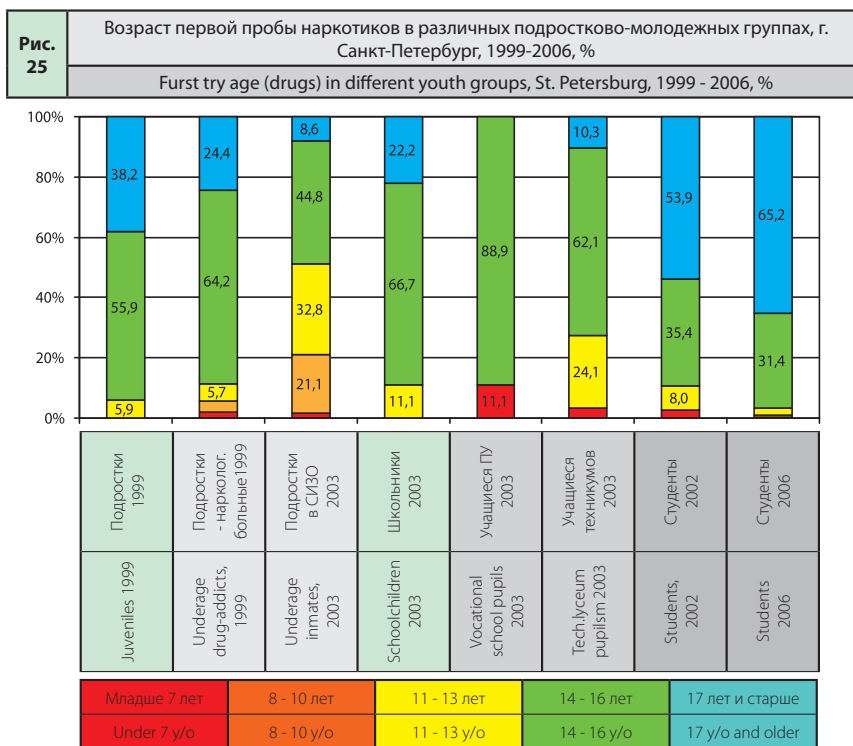 Рис. 25
Возраст первой пробы наркотиков в различных подростково-молодежных группах, г.
Санкт-Петербург, 1999-2006, %
Furst try age (drugs) in different youth groups, St. Petersburg, 1999 - 2006, %
100%
80%
60%
40%
20%
0%
38,2
55,9
5,9
24,4
64,2
5,7
8,6
44,8
32,8
21,1
22,2
66,7
11,1
88,9
11,1
10,3
62,1
24,1
53,9
35,4
8,0
65,2
31,4
Подростки
1999
Подростки
- нарколог.
больные1999
Подростки
в СИЗО
2003
Школьники
2003
Учащиеся ПУ
2003
Учащиеся
техникумов
2003
Студенты
2002
Студенты
2006
Juveniles 1999
Underage
drug-addicts,
1999
Underage
inmates,
2003
Schoolchildren
2003
Vocational
school pupils
2003
Tech.lyceum
pupilsm 2003
Students,
2002
Students
2006
Младше 7 лет
8 - 10 лет
11 - 13 лет
14 - 16 лет
17 лет и старше
Under 7 y/o
8 - 10 y/o
11 - 13 y/o
14 - 16 y/o
17 y/o and older